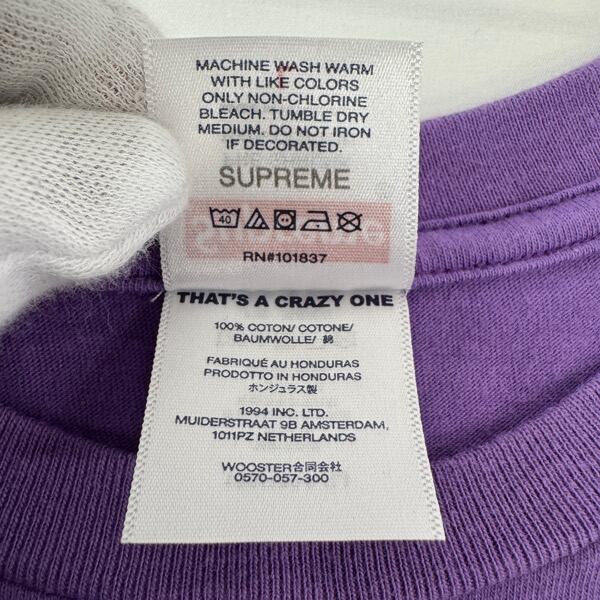 MACHINE WASH WARM
WITH LIKE COLORS
ONLY NON-CHLORINE
BLEACH. TUMBLE DRY
MEDIUM. DO NOT IRON
IF DECORATED.
SUPREME
40
RN#101837
THAT'S A CRAZY ONE
100% COTON/ COTONE/
BAUMWOLLE/ 綿
FABRIQUÉ AU HONDURAS
PRODOTTO IN HONDURAS
ホンジュラス製
1994 INC. LTD.
MUIDERSTRAAT 9B AMSTERDAM,
1011PZ NETHERLANDS
WOOSTER合同会社
0570-057-300